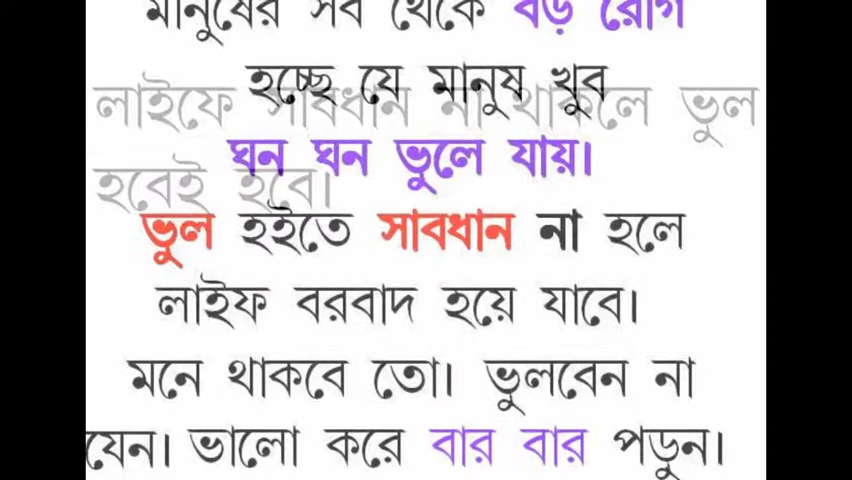 মানুষের সব থেকে বড় রোগ
হচ্ছে যে মানুষ খুব
লাইফে সাবধান না থাকলে ভুল
ঘন ঘন ভুলে যায়।
হবেই হবে।
ভুল হইতে সাবধান না হলে
লাইফ বরবাদ হয়ে যাবে।
মনে থাকবে তো। ভুলবেন না
যেন। ভালো করে বার বার পড়ুন।